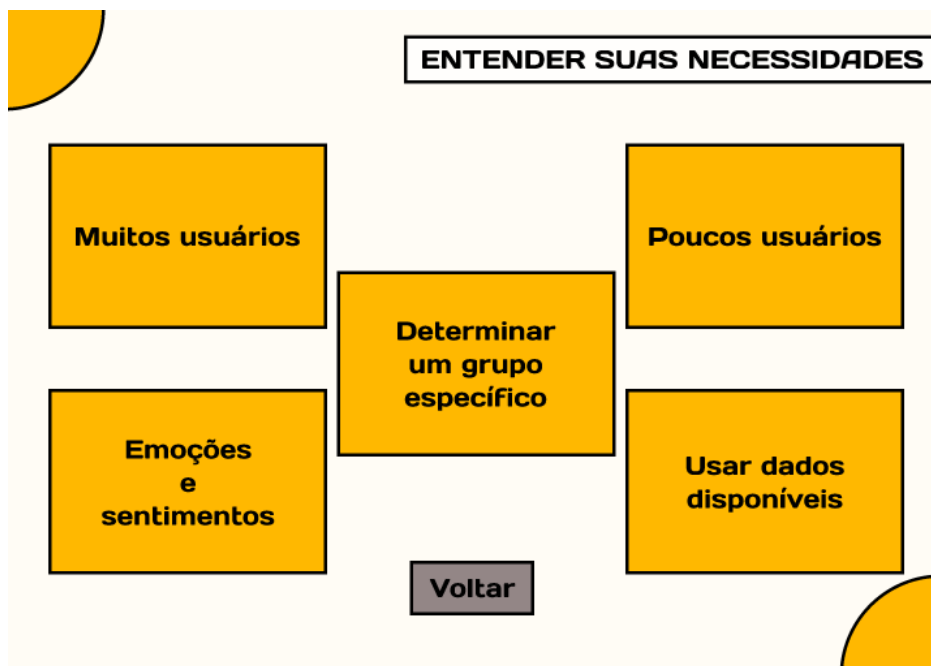 ENTENDER SUAS NECESSIDADES
Muitos usuários
Poucos usuários
Determinar
um grupo
específico
Emoções
e
sentimentos
Usar dados
disponíveis
Voltar